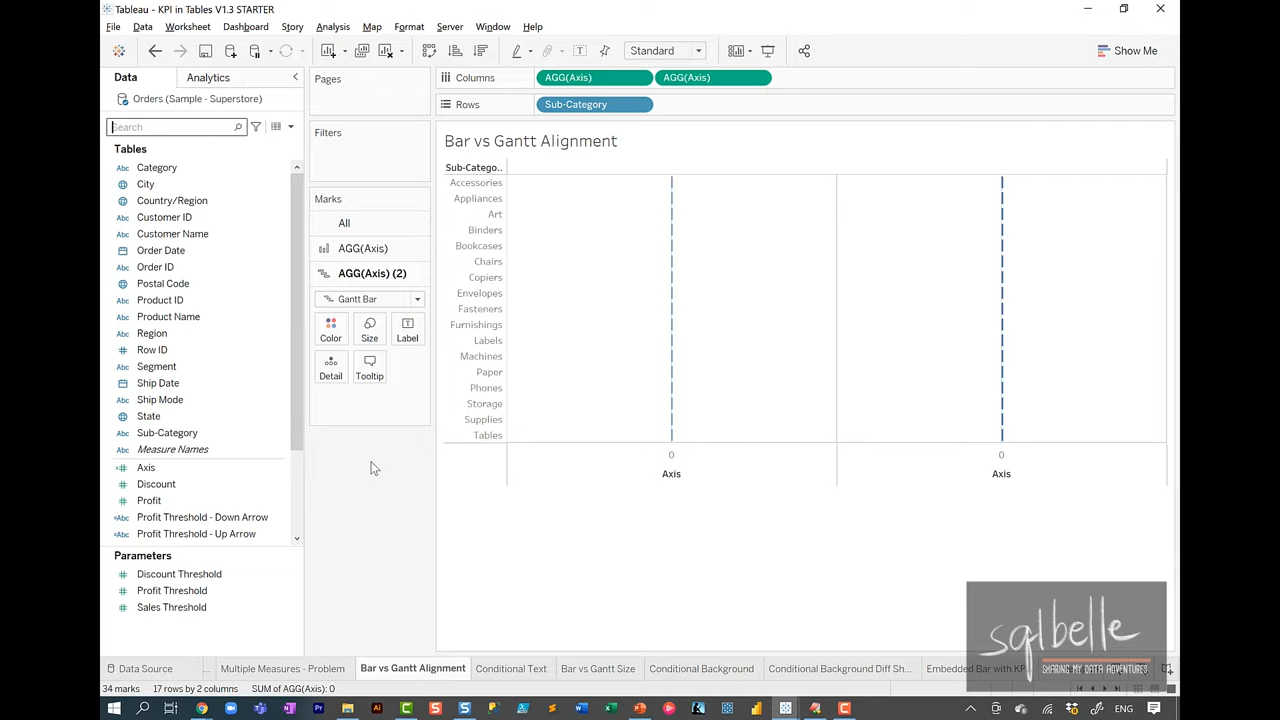 Tableau - KPI in Tables V1.3 STARTER
File Data Worksheet Dashboard Story Analysis Map Format Server Window Help
Standard
Show Me
Data Analytics
Orders (Sample - Superstore)
Search
Tables
Category
City
Country/Region
Customer ID
Customer Name
Order Date
Order ID
Postal Code
Product ID
Product Name
Region
Row ID
Segment
Ship Date
Ship Mode
State
Sub-Category
Measure Names
Axis
Discount
Profit
Profit Threshold - Down Arrow
Profit Threshold - Up Arrow
Parameters
Discount Threshold
Profit Threshold
Sales Threshold
Pages
Filters
Marks
All
AGG(Axis)
AGG(Axis) (2)
Gantt Bar
Color Size Label
Detail Tooltip
Columns AGG(Axis) AGG(Axis)
Rows Sub-Category
Bar vs Gantt Alignment
Sub-Catego..
Accessories
Appliances
Art
Binders
Bookcases
Chairs
Copiers
Envelopes
Fasteners
Furnishings
Labels
Machines
Paper
Phones
Storage
Supplies
Tables
0 0
Axis Axis
sqlbelle
SHARING MY DATA ADVENTURES
Data Source ... Multiple Measures - Problem Bar vs Gantt Alignment Conditional Text Bar vs Gantt Size Conditional Background Conditional Background Diff Sh... Embedded Bar with KP...
34 marks 17 rows by 2 columns SUM of AGG(Axis): 0
ENG